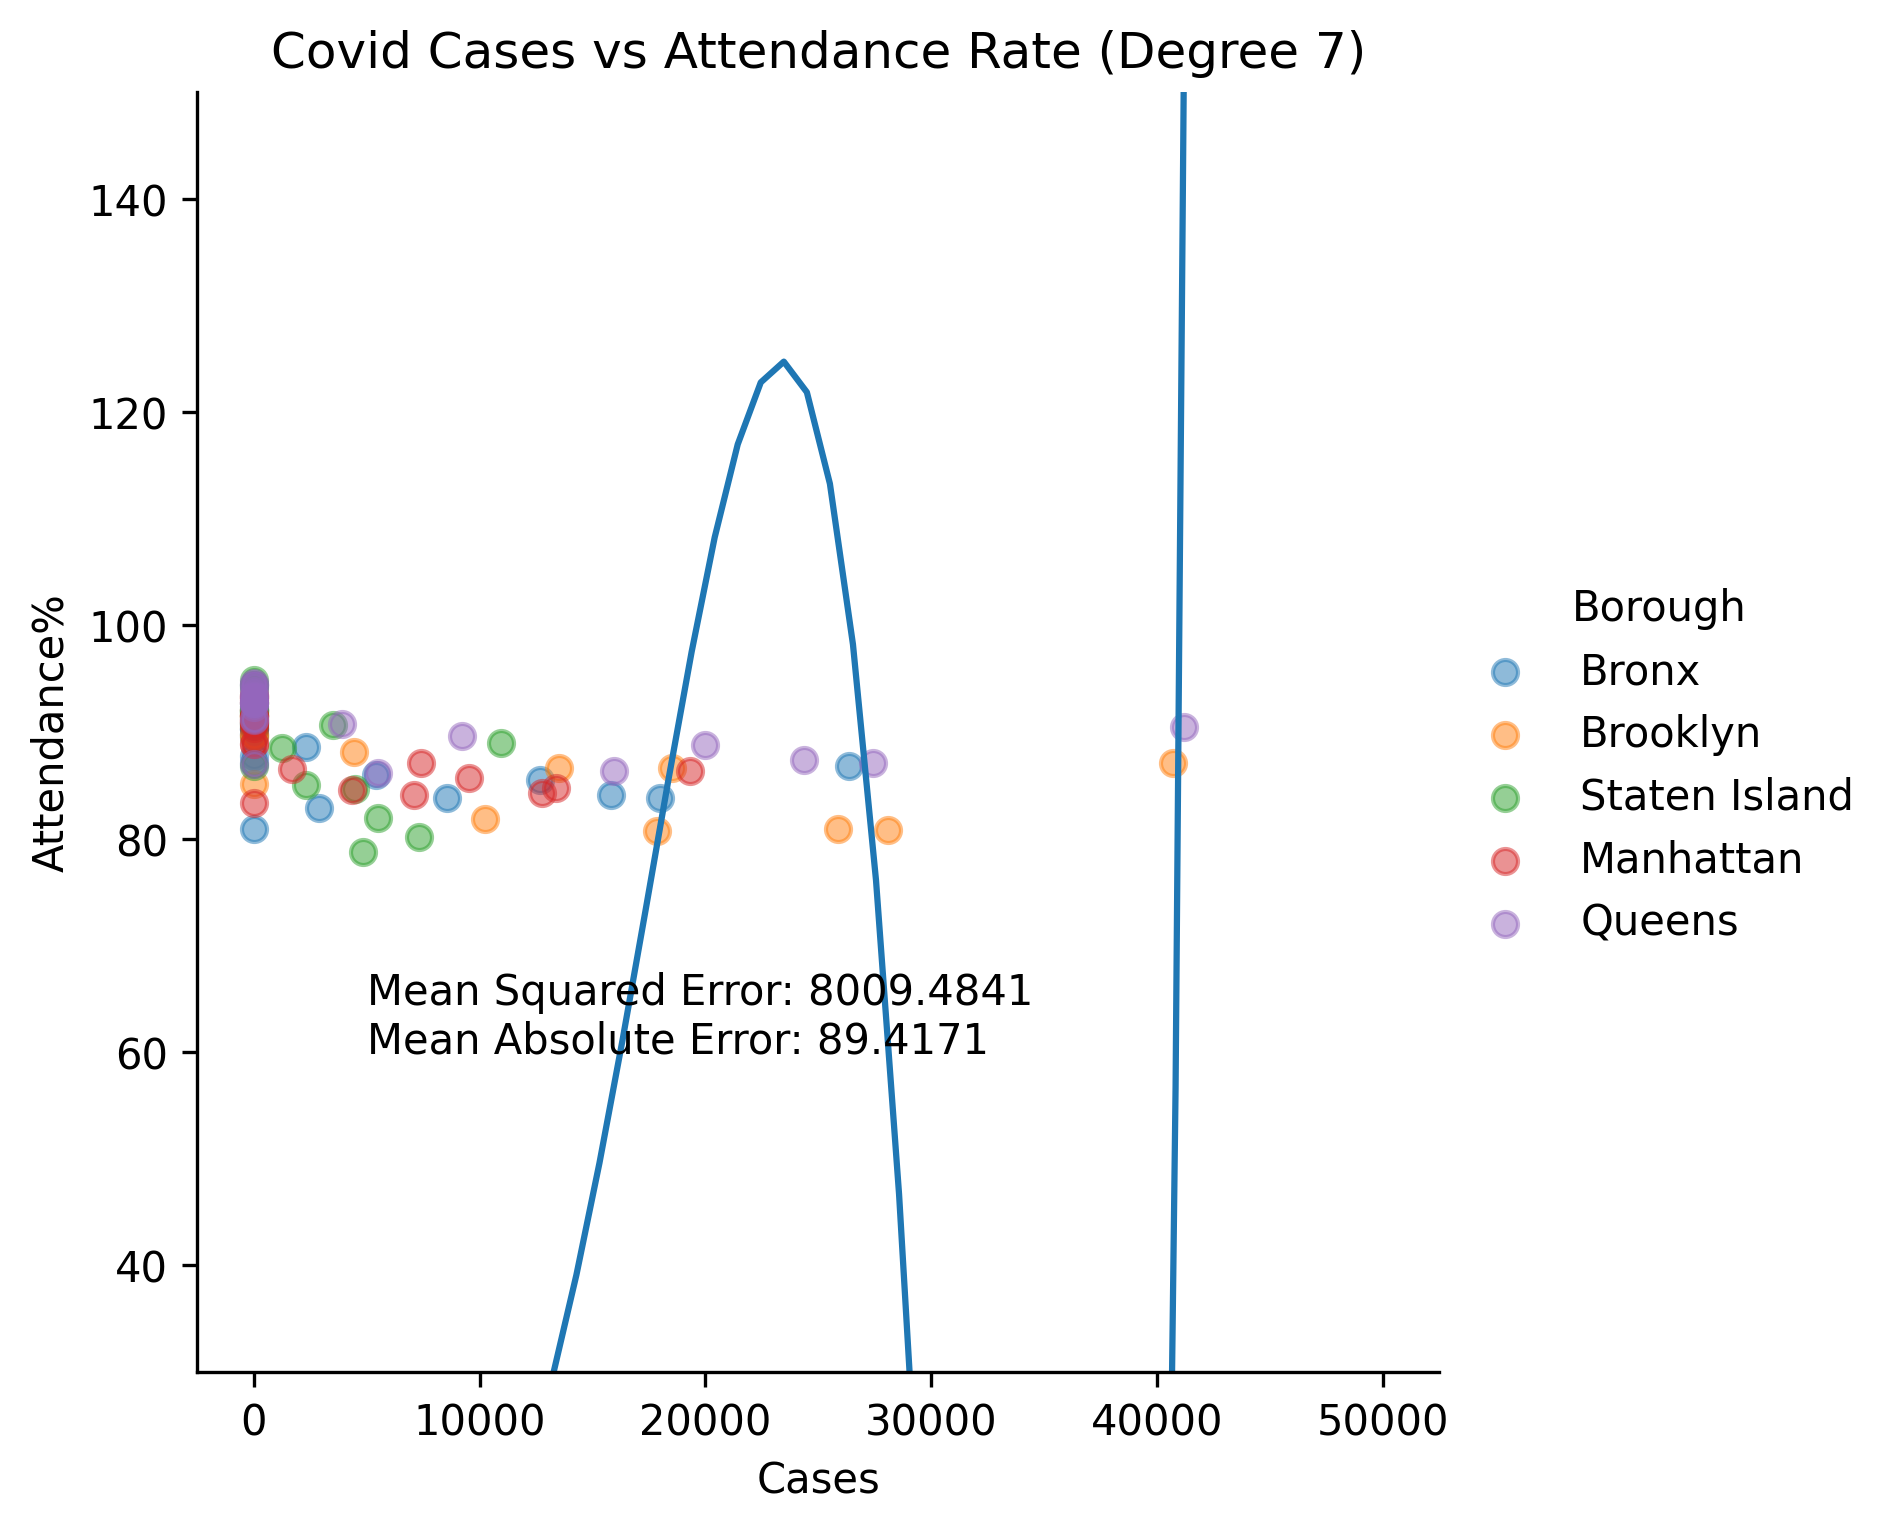 Covid Cases vs Attendance Rate (Degree 7)
140
120
100
80
60
40
Attendance%
Mean Squared Error: 8009.4841
Mean Absolute Error: 89.4171
0 10000 20000 30000 40000 50000
Cases
Borough
Bronx
Brooklyn
Staten Island
Manhattan
Queens